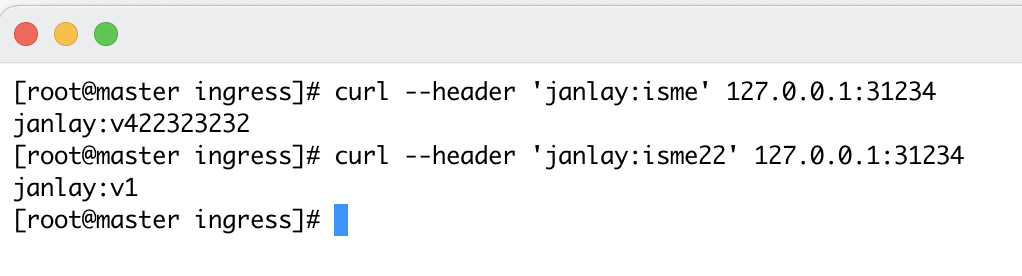 [root@master ingress]# curl --header 'janlay:isme' 127.0.0.1:31234
janlay:v422323232
[root@master ingress]# curl --header 'janlay:isme22' 127.0.0.1:31234
janlay:v1
[root@master ingress]#